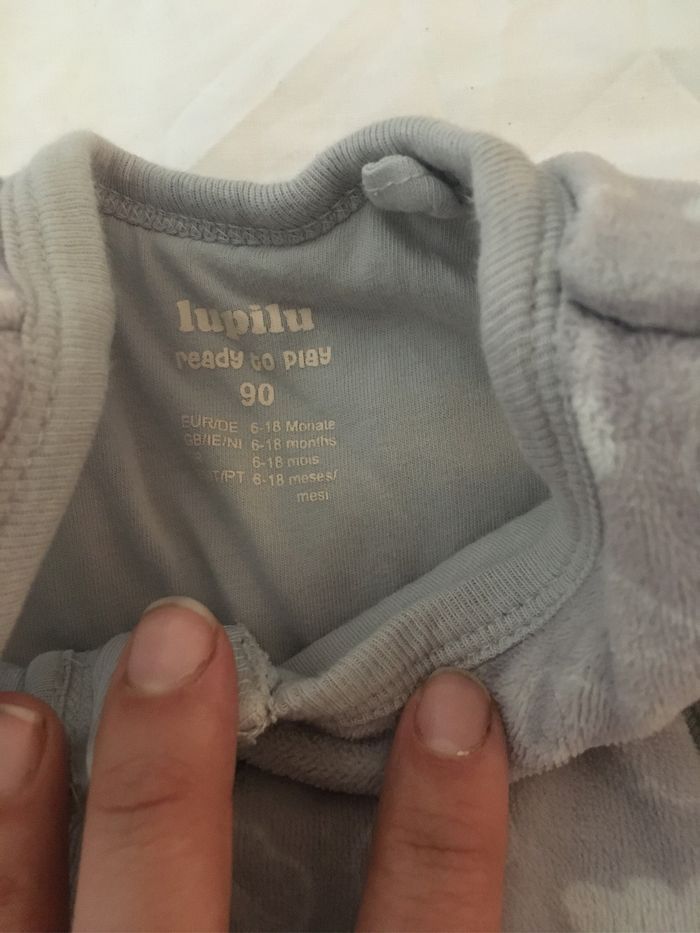 lupilu
ready to play
90
EUR/DE 6-18 Monate
GB/IE/NI 6-18 months
6-18 mois
T/PT 6-18 meses/
mesi